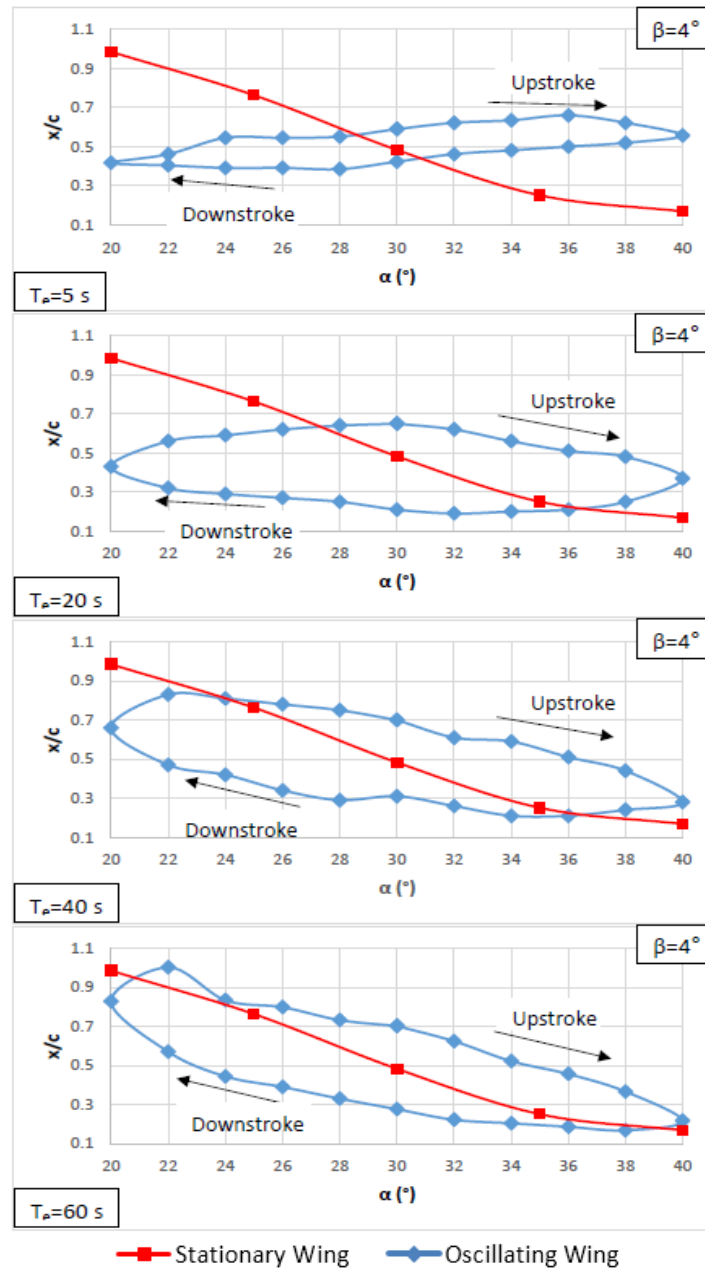 β=4°
1.1
0.9
0.7
0.5
0.3
0.1
x/c
Upstroke
Downstroke
20 22 24 26 28 30 32 34 36 38 40
α (°)
Tₑ=5 s
β=4°
1.1
0.9
0.7
0.5
0.3
0.1
x/c
Upstroke
Downstroke
20 22 24 26 28 30 32 34 36 38 40
α (°)
Tₑ=20 s
β=4°
1.1
0.9
0.7
0.5
0.3
0.1
x/c
Upstroke
Downstroke
20 22 24 26 28 30 32 34 36 38 40
α (°)
Tₑ=40 s
β=4°
1.1
0.9
0.7
0.5
0.3
0.1
x/c
Upstroke
Downstroke
20 22 24 26 28 30 32 34 36 38 40
α (°)
Tₑ=60 s
Stationary Wing Oscillating Wing